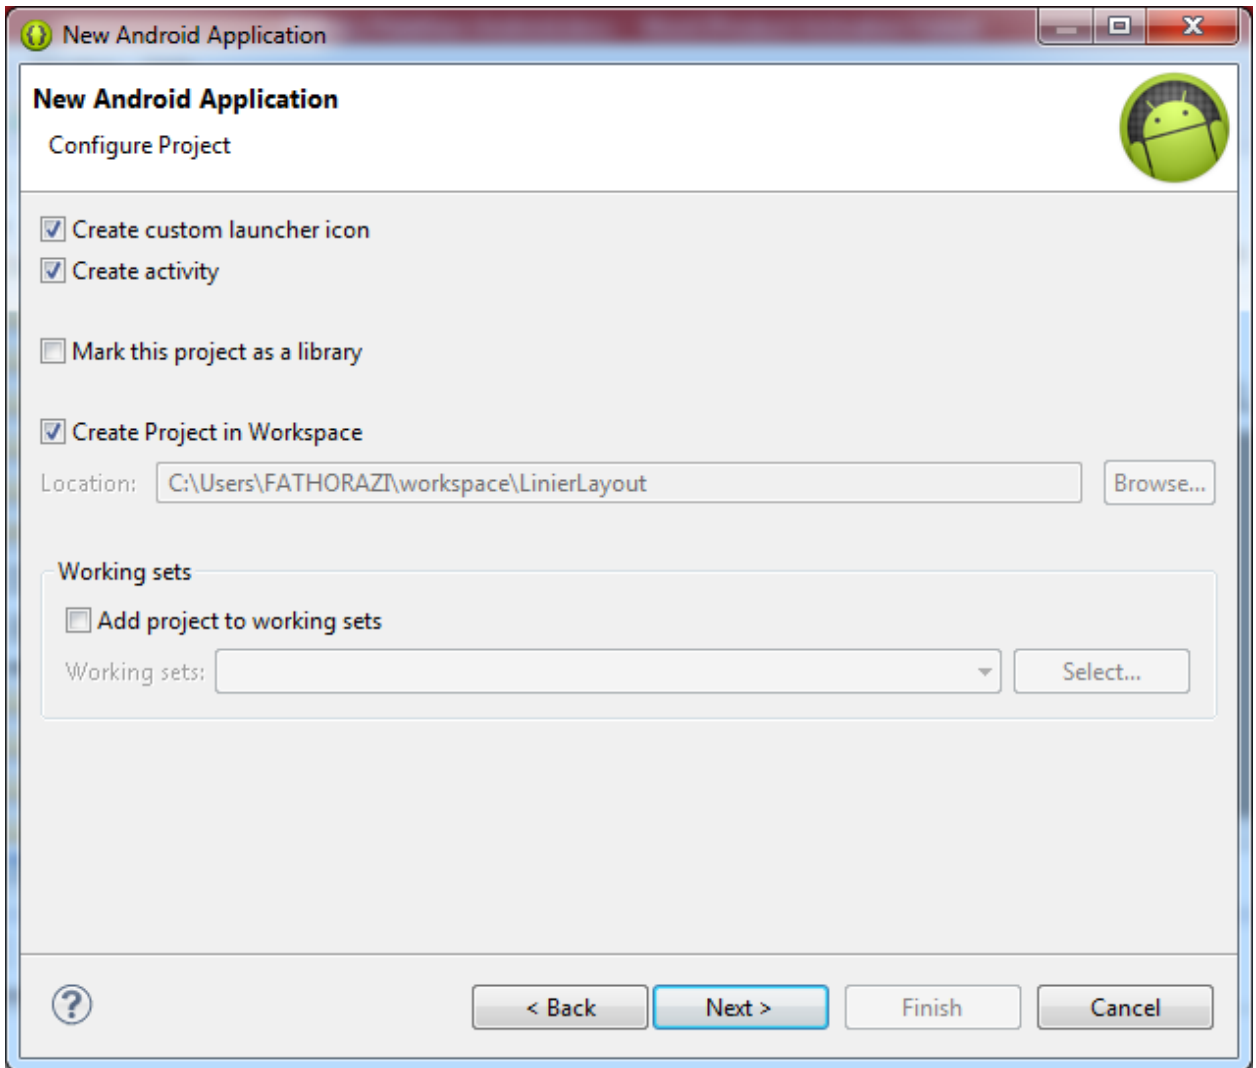 New Android Application
New Android Application
Configure Project
Create custom launcher icon
Create activity
Mark this project as a library
Create Project in Workspace
Location: C:\Users\FATHORAZI\workspace\LinierLayout Browse...
Working sets
Add project to working sets
Working sets: Select...
? < Back Next > Finish Cancel